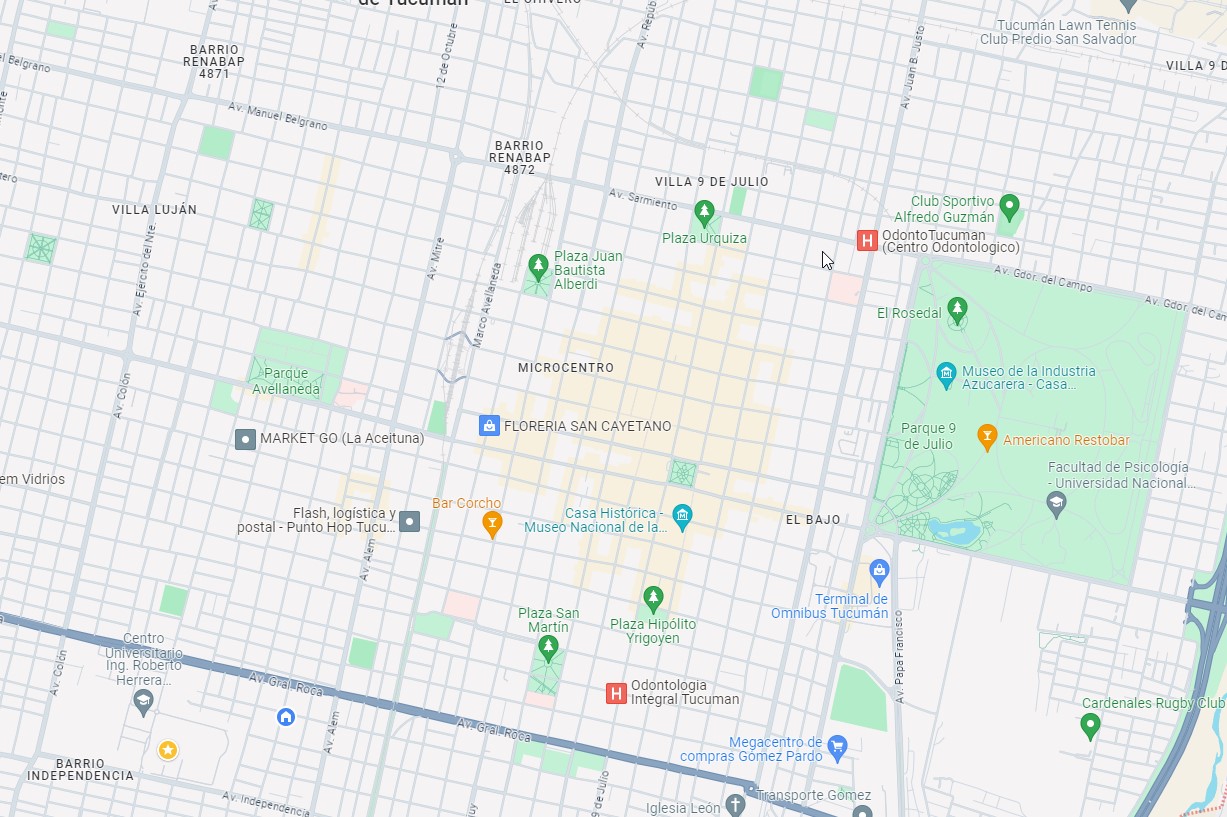 de Tucumán
EL CHIVERO
Av. Repúb
Tucumán Lawn Tennis
Club Predio San Salvador
VILLA 9 D
BARRIO
RENABAP
4871
Belgrano
12 de Octubre
Av. Juan B. Justo
Av. Manuel Belgrano
BARRIO
RENABAP
4872
VILLA 9 DE JULIO
Av. Sarmiento
VILLA LUJÁN
Plaza Urquiza
Club Sportivo
Alfredo Guzmán
H
OdontoTucuman
(Centro Odontologico)
Av. Ejército del Nte.
Av. Mitre
Marco Avellaneda
Plaza Juan
Bautista
Alberdi
Av. Gdor. del Campo
Av. Gdor. del Cam
El Rosedal
MICROCENTRO
Parque
Avellaneda
Museo de la Industria
Azucarera - Casa...
Av. Colón
FLORERIA SAN CAYETANO
MARKET GO (La Aceituna)
Parque 9
de Julio
Americano Restobar
Facultad de Psicología
- Universidad Nacional...
em Vidrios
Bar Corcho
Flash, logística y
postal - Punto Hop Tucu...
Casa Histórica -
Museo Nacional de la...
EL BAJO
Av. Alem
Terminal de
Omnibus Tucumán
Plaza San
Martín
Plaza Hipólito
Yrigoyen
Av. Papa Francisco
Centro
Universitario
Ing. Roberto
Herrera...
Av. Colón
Av. Gral. Roca
H
Odontologia
Integral Tucuman
Cardenales Rugby Club
Av. Alem
Av. Gral. Roca
Megacentro de
compras Gómez Pardo
BARRIO
INDEPENDENCIA
Av. Independencia
9 de Julio
Iglesia León
Transporte Gómez